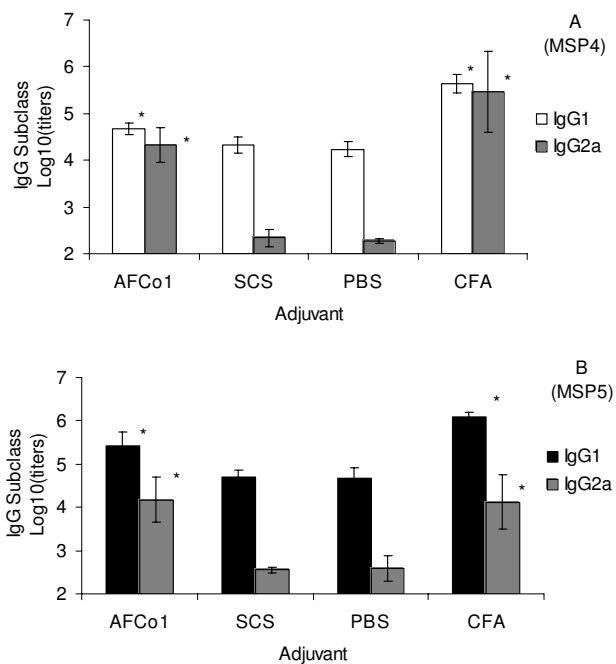 A
(MSP4)
7
6
5
4
3
2
IgG Subclass
Log10(titers)
*
*
*
*
IgG1
IgG2a
AFCo1 SCS PBS CFA
Adjuvant
B
(MSP5)
7
6
5
4
3
2
IgG Subclass
Log10(titers)
*
*
*
*
IgG1
IgG2a
AFCo1 SCS PBS CFA
Adjuvant